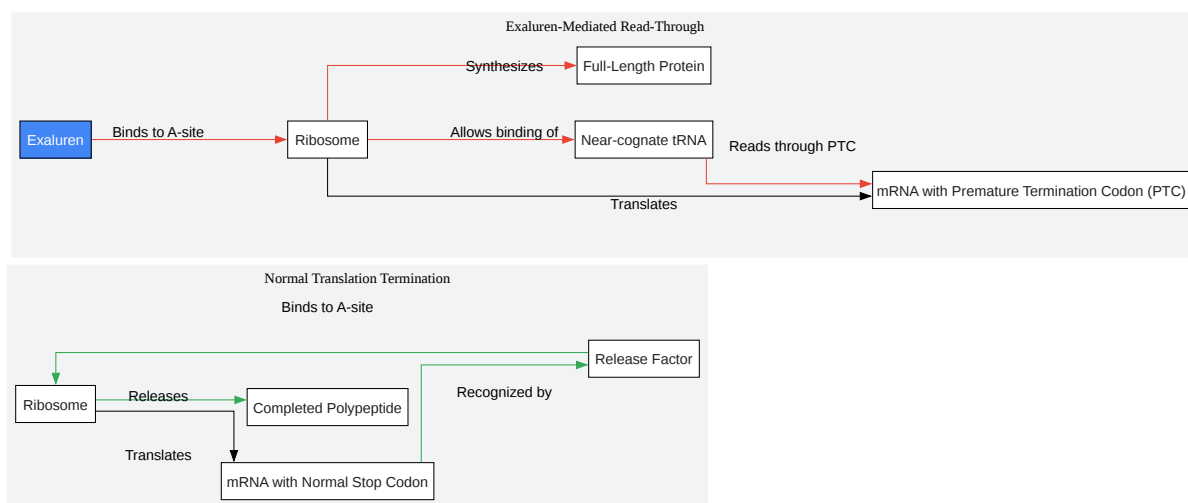 Exaluren-Mediated Read-Through
Synthesizes
Full-Length Protein
Exaluren
Binds to A-site
Ribosome
Allows binding of
Near-cognate tRNA
Reads through PTC
mRNA with Premature Termination Codon (PTC)
Translates
Normal Translation Termination
Binds to A-site
Release Factor
Ribosome
Releases
Completed Polypeptide
Recognized by
Translates
mRNA with Normal Stop Codon